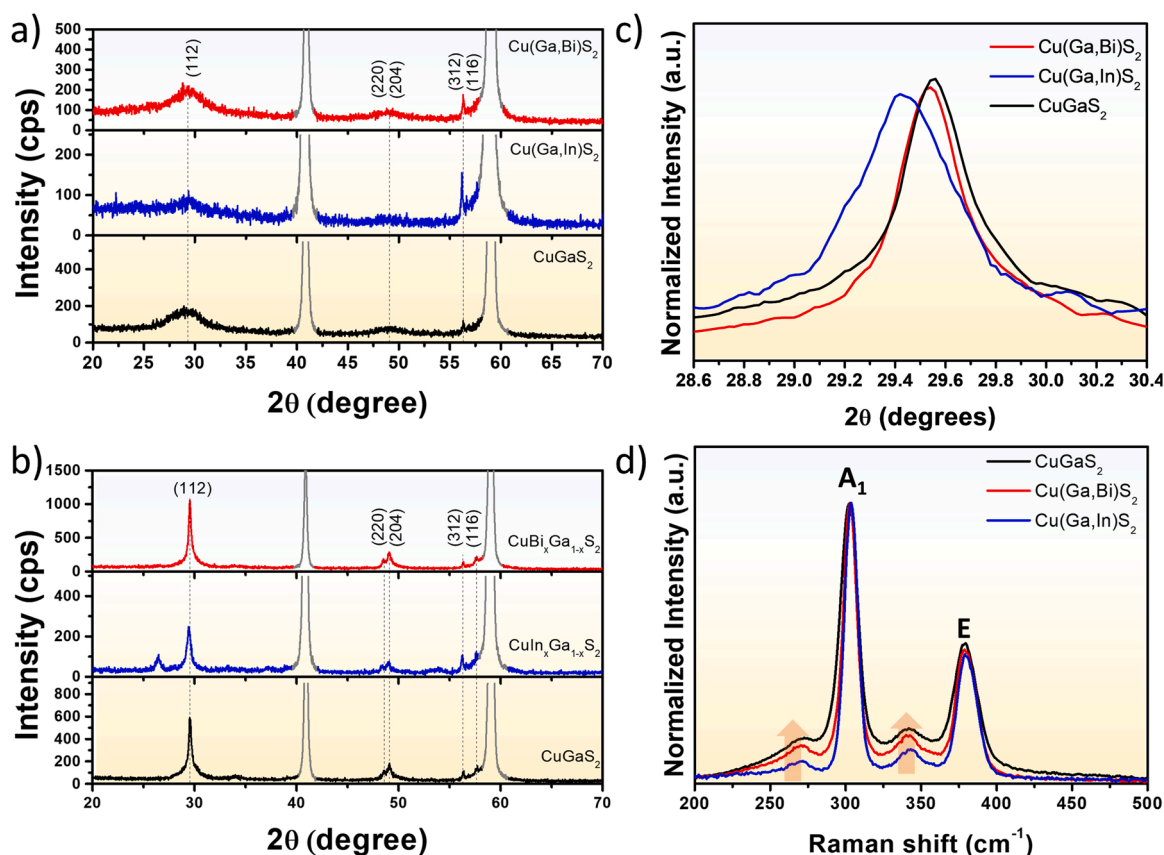 a)
Intensity (cps)
500
400
300
200
100
0
Cu(Ga,Bi)S₂
(112)
(220)
(204)
(312)
(116)
200
100
0
Cu(Ga,In)S₂
400
200
0
CuGaS₂
20 25 30 35 40 45 50 55 60 65 70
2θ (degree)
c)
Normalized Intensity (a.u.)
Cu(Ga,Bi)S₂
Cu(Ga,In)S₂
CuGaS₂
28.6 28.8 29.0 29.2 29.4 29.6 29.8 30.0 30.2 30.4
2θ (degrees)
b)
Intensity (cps)
1500
1000
500
0
(112)
(220)
(204)
(312)
(116)
CuBiₓGa₁₋ₓS₂
400
200
0
CuInₓGa₁₋ₓS₂
800
600
400
200
0
CuGaS₂
20 30 40 50 60 70
2θ (degree)
d)
Normalized Intensity (a.u.)
CuGaS₂
Cu(Ga,Bi)S₂
Cu(Ga,In)S₂
A₁
E
200 250 300 350 400 450 500
Raman shift (cm⁻¹)